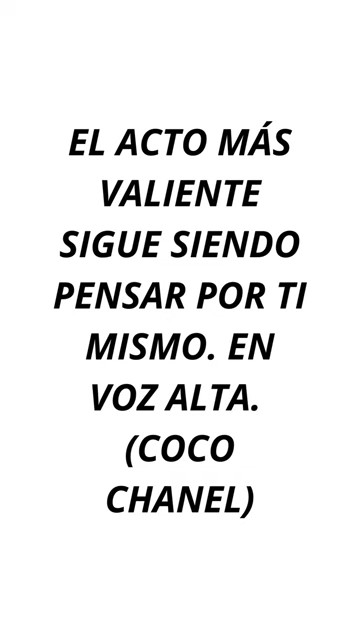 EL ACTO MÁS
VALIENTE
SIGUE SIENDO
PENSAR POR TI
MISMO. EN
VOZ ALTA.
(COCO
CHANEL)